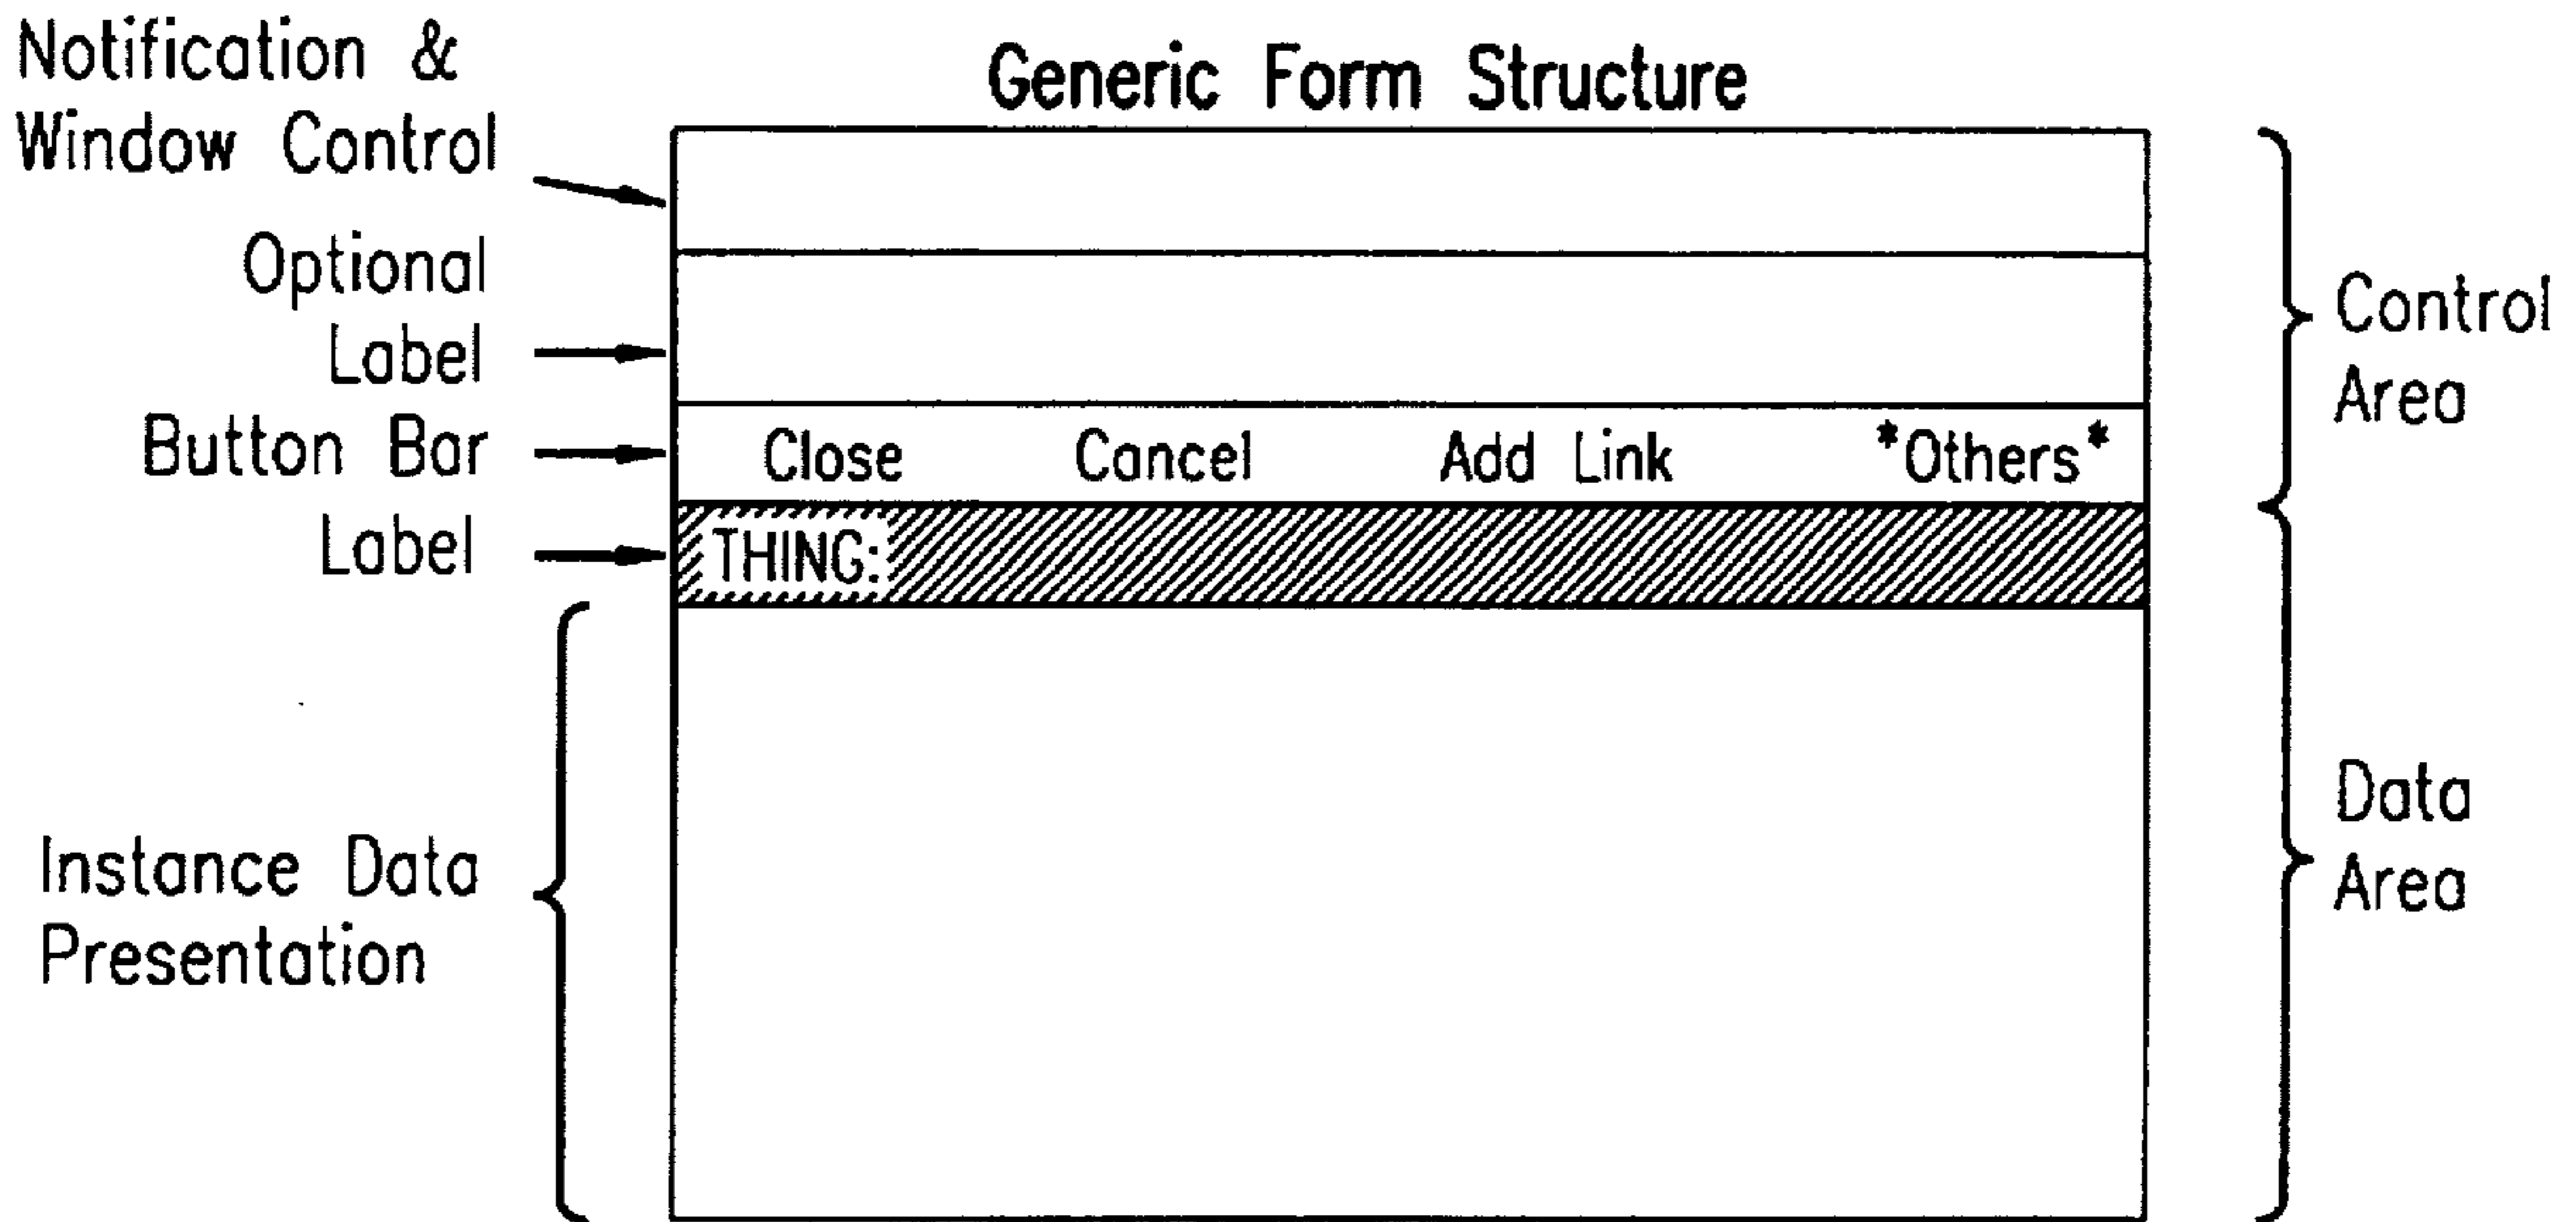 Notification &
Window Control
Generic Form Structure
Optional
Label
Control
Area
Button Bar
Close Cancel Add Link *Others*
Label
THING:
Instance Data
Presentation
Data
Area